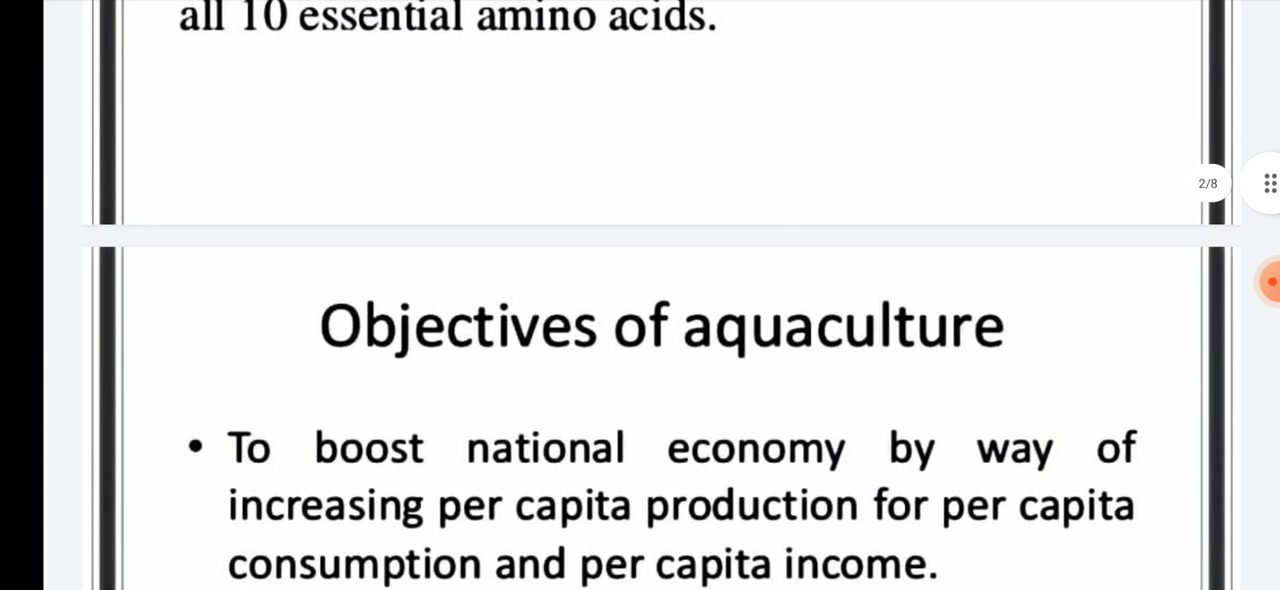 all 10 essential amino acids.
2/8
Objectives of aquaculture
• To boost national economy by way of
increasing per capita production for per capita
consumption and per capita income.